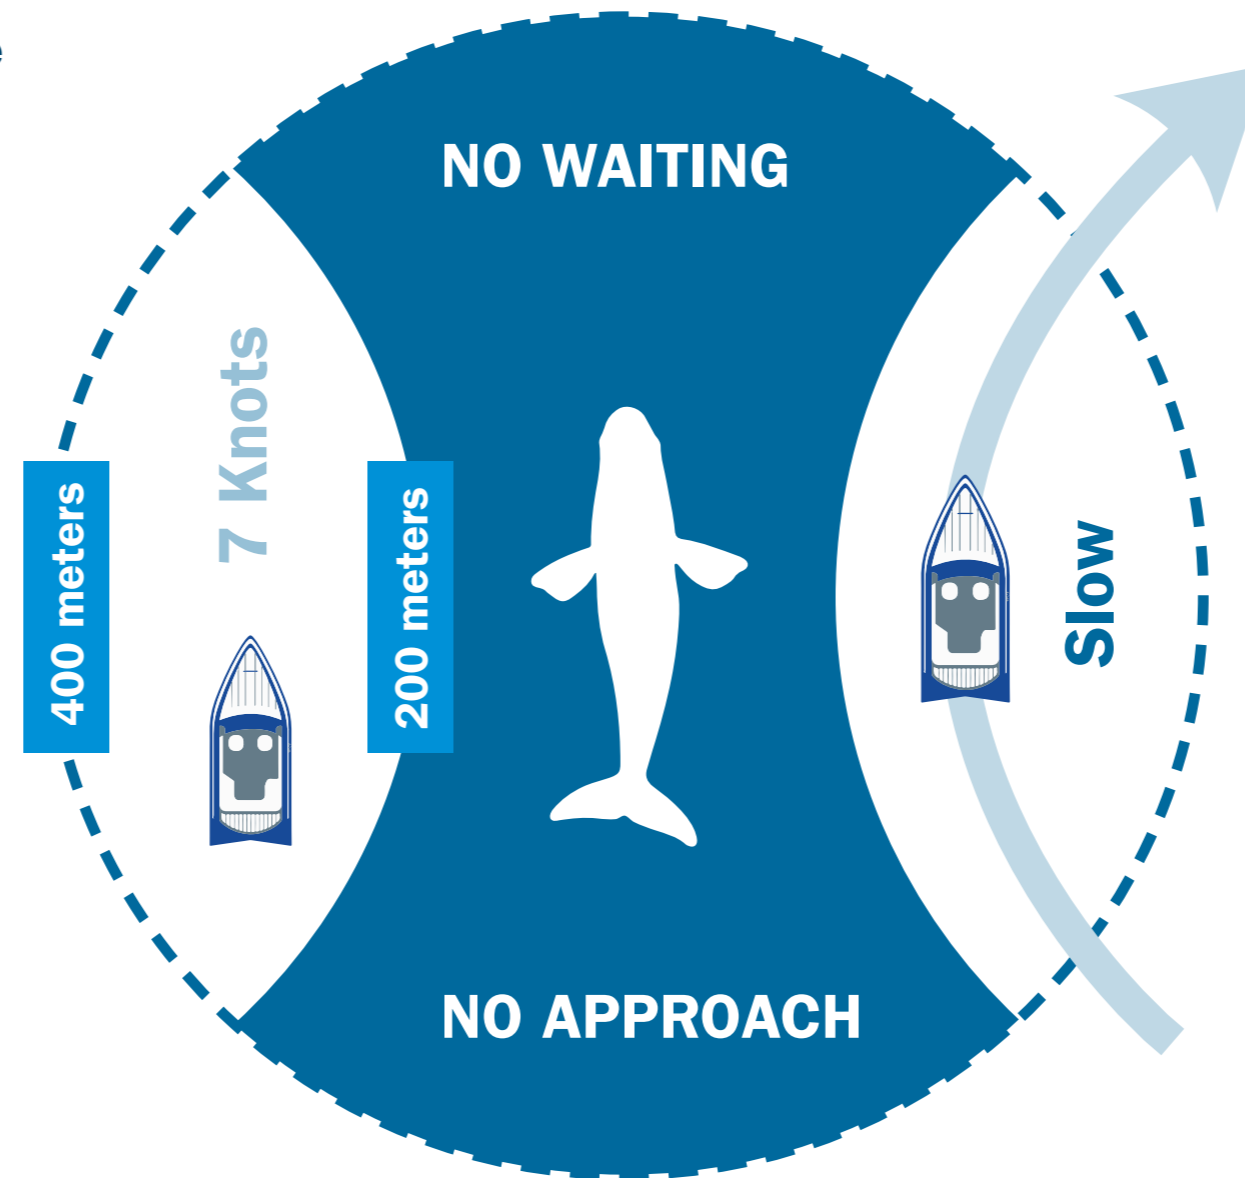 NO WAITING
7 Knots
400 meters
200 meters
Slow
NO APPROACH